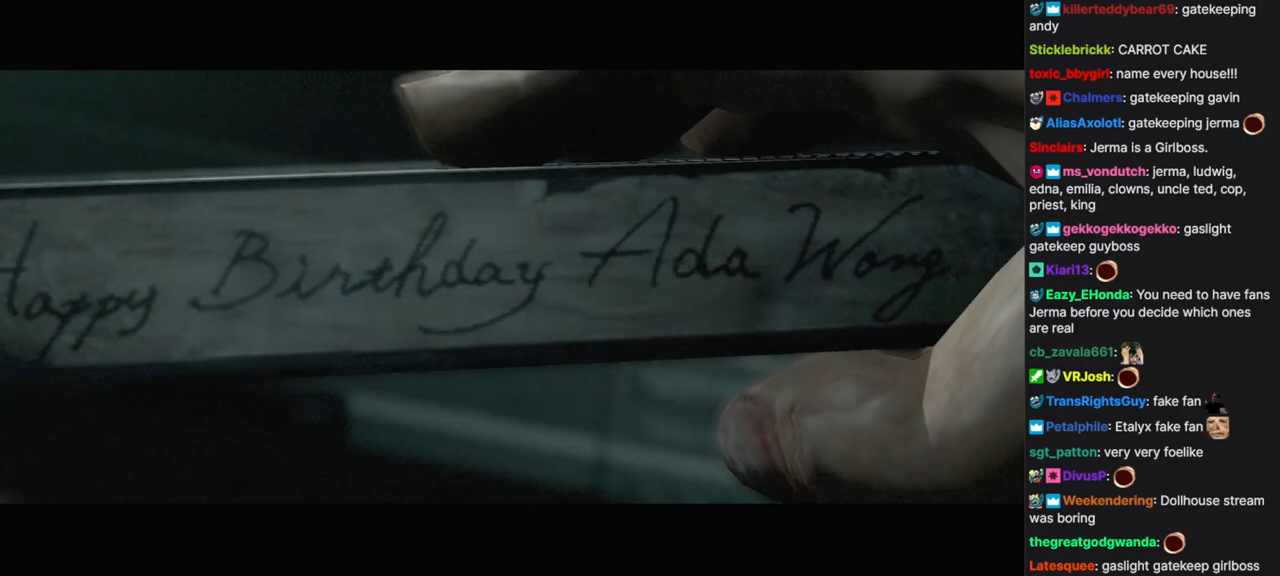 Happy Birthday Ada Wong
killerteddybear69: gatekeeping
andy
Sticklebrickk: CARROT CAKE
toxic_bbygirl: name every house!!!
Chalmers: gatekeeping gavin
AliasAxolotl: gatekeeping jerma
Sinclairs: Jerma is a Girlboss.
ms_vondutch: jerma, ludwig,
edna, emilia, clowns, uncle ted, cop,
priest, king
gekkogekkogekko: gaslight
gatekeep guyboss
Kiari13:
Eazy_EHonda: You need to have fans
Jerma before you decide which ones
are real
cb_zavala661:
VRJosh:
TransRightsGuy: fake fan
Petalphile: Etalyx fake fan
sgt_patton: very very foelike
DivusP:
Weekendering: Dollhouse stream
was boring
thegreatgodgwanda:
Latesquee: gaslight gatekeep girlboss